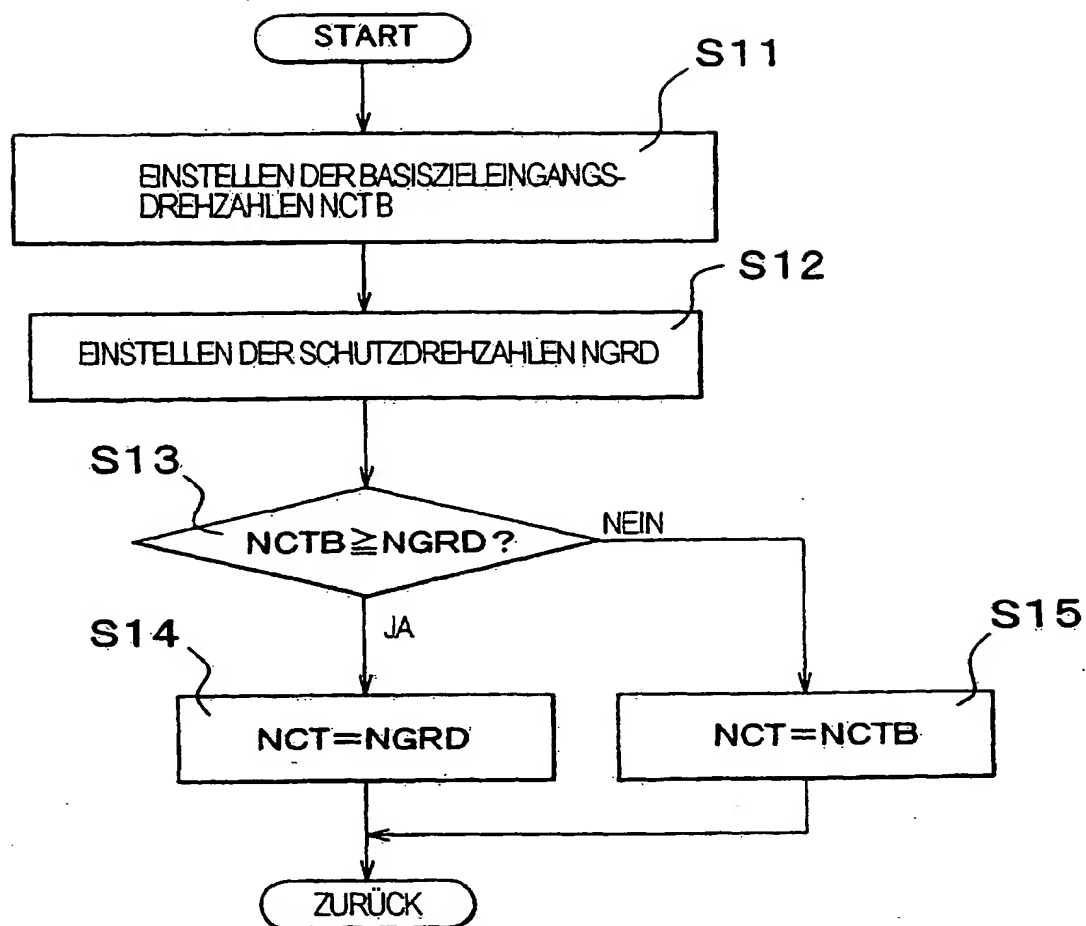 START
S11
EINSTELLEN DER BASISZIELEINGANGS-
DREHZAHLEN NCTB
S12
EINSTELLEN DER SCHUTZDREHZAHLEN NGRD
S13
NCTB≧NGRD?
NEIN
JA
S14
S15
NCT=NGRD
NCT=NCTB
ZURÜCK